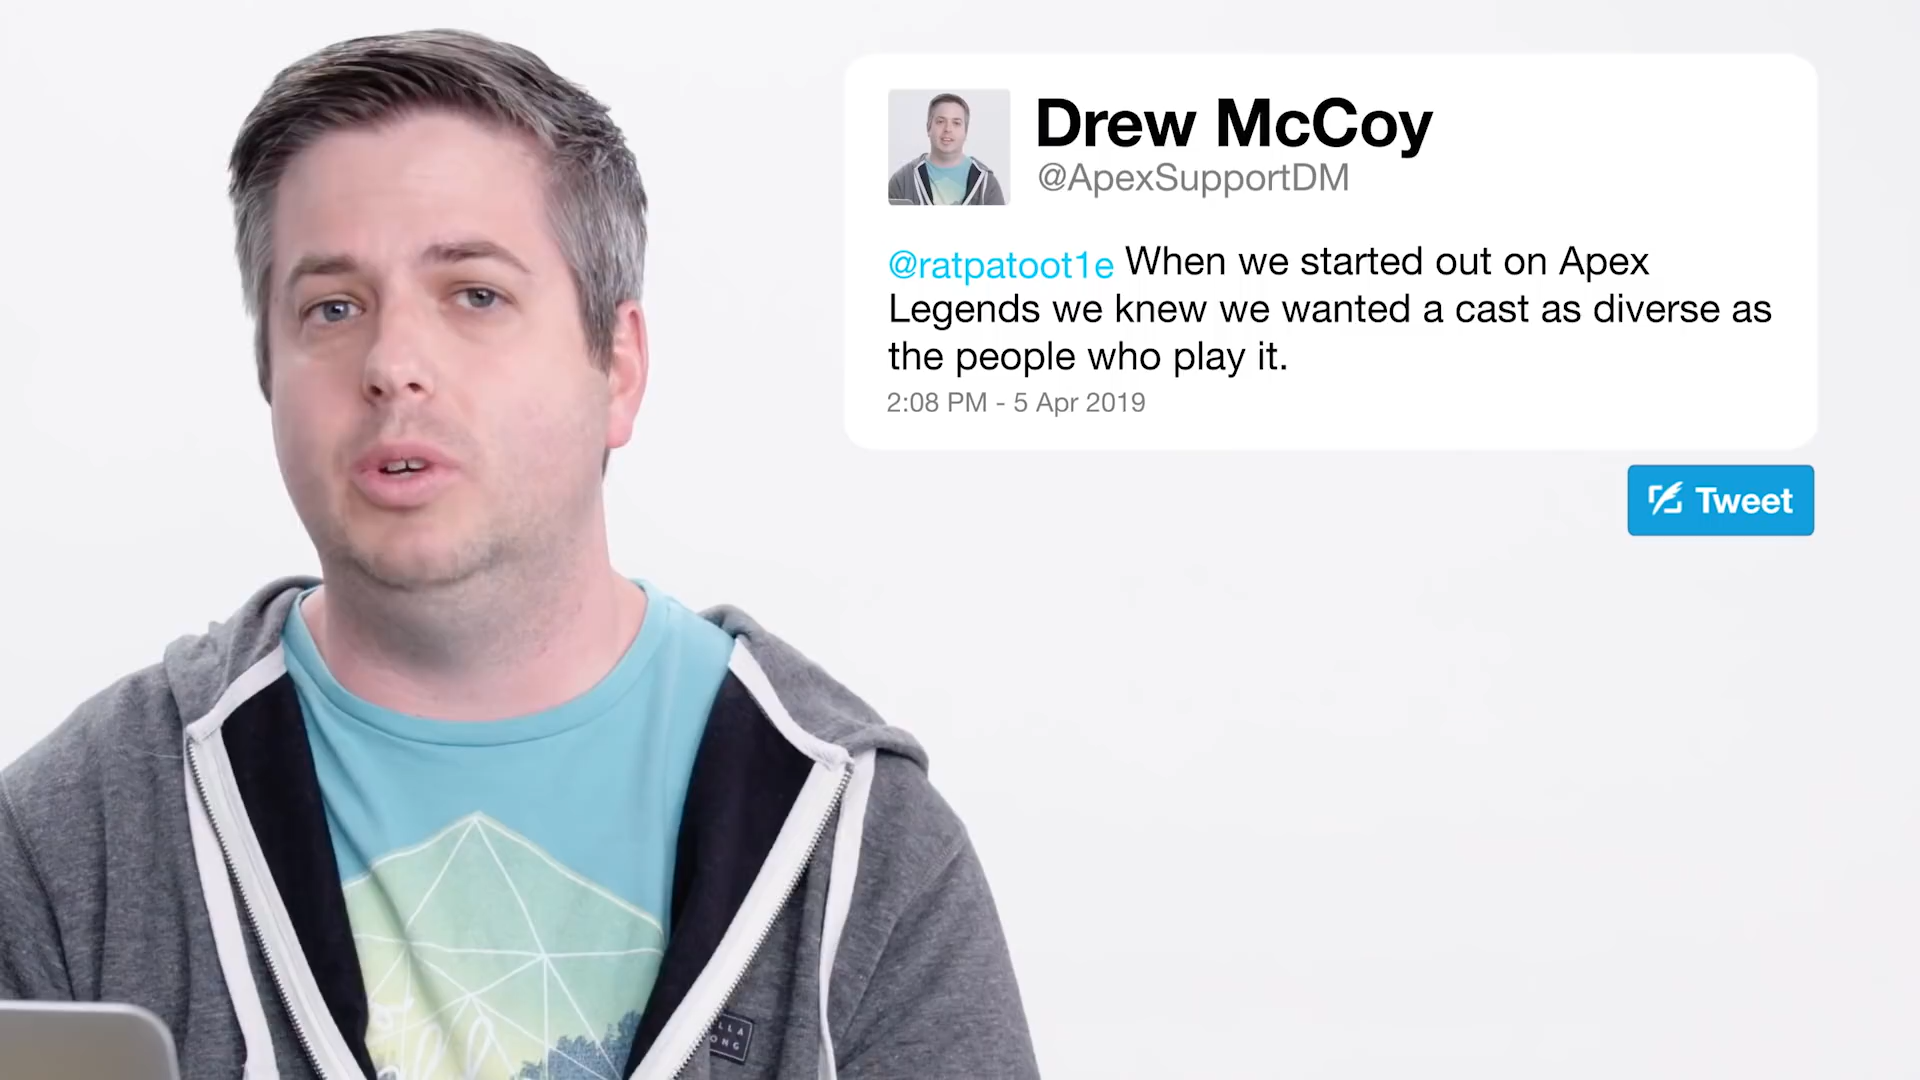 Drew McCoy
@ApexSupportDM
@ratpatoot1e When we started out on Apex
Legends we knew we wanted a cast as diverse as
the people who play it.
2:08 PM - 5 Apr 2019
Tweet